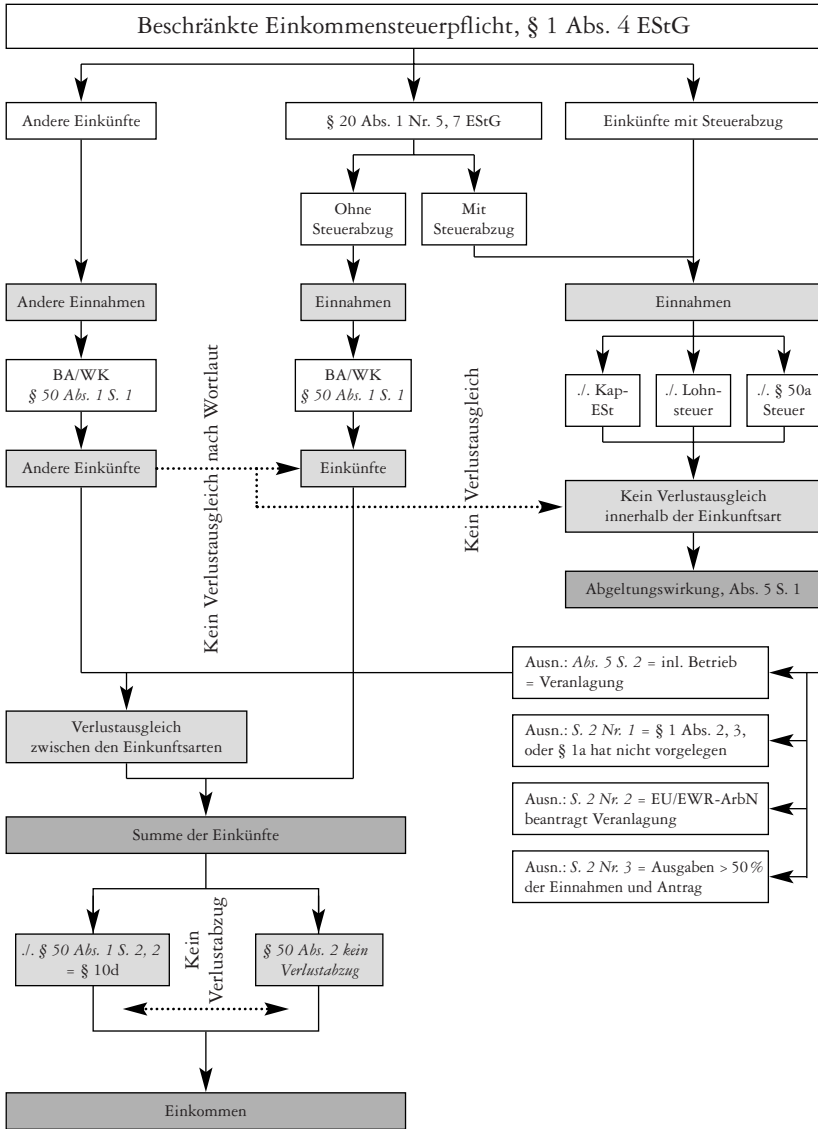 Beschränkte Einkommensteuerpflicht, § 1 Abs. 4 EStG
Andere Einkünfte
§ 20 Abs. 1 Nr. 5, 7 EStG
Einkünfte mit Steuerabzug
Ohne
Steuerabzug
Mit
Steuerabzug
Andere Einnahmen
Einnahmen
Einnahmen
BA/WK
§ 50 Abs. 1 S. 1
BA/WK
§ 50 Abs. 1 S. 1
./. Kap-
ESt
./. Lohn-
steuer
./. § 50a
Steuer
Andere Einkünfte
Kein Verlustausgleich nach Wortlaut
Einkünfte
Kein Verlustausgleich
Kein Verlustausgleich
innerhalb der Einkunftsart
Abgeltungswirkung, Abs. 5 S. 1
Ausn.: Abs. 5 S. 2 = inl. Betrieb
= Veranlagung
Verlustausgleich
zwischen den Einkunftsarten
Ausn.: S. 2 Nr. 1 = § 1 Abs. 2, 3,
oder § 1a hat nicht vorgelegen
Ausn.: S. 2 Nr. 2 = EU/EWR-ArbN
beantragt Veranlagung
Summe der Einkünfte
Ausn.: S. 2 Nr. 3 = Ausgaben > 50 %
der Einnahmen und Antrag
./. § 50 Abs. 1 S. 2, 2
= § 10d
Kein
Verlustabzug
§ 50 Abs. 2 kein
Verlustabzug
Einkommen